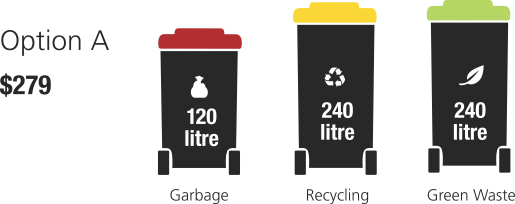 Option A
$279
120
litre
240
litre
240
litre
Garbage
Recycling
Green Waste